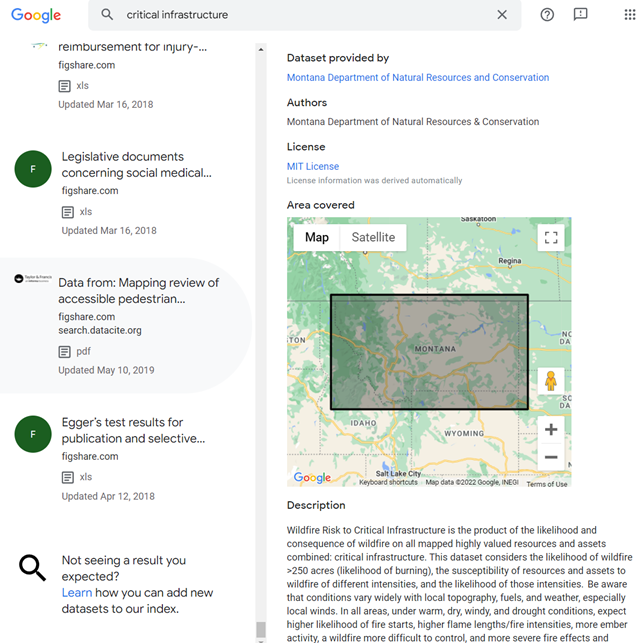 Google
critical infrastructure
reimbursement for injury-...
figshare.com
xls
Updated Mar 16, 2018
F
Legislative documents
concerning social medical...
figshare.com
xls
Updated Mar 16, 2018
Taylor & Francis
Data from: Mapping review of
accessible pedestrian...
figshare.com
search.datacite.org
pdf
Updated May 10, 2019
F
Egger's test results for
publication and selective...
figshare.com
xls
Updated Apr 12, 2018
Not seeing a result you
expected?
Learn how you can add new
datasets to our index.
Dataset provided by
Montana Department of Natural Resources and Conservation
Authors
Montana Department of Natural Resources & Conservation
License
MIT License
License information was derived automatically
Area covered
Map Satellite
Saskatoon
Regina
TON
MONTANA
NO
DA
SO
DA
IDAHO
WYOMING
Salt Lake City
Google
Keyboard shortcuts Map data ©2022 Google, INEGI Terms of Use
Description
Wildfire Risk to Critical Infrastructure is the product of the likelihood and
consequence of wildfire on all mapped highly valued resources and assets
combined: critical infrastructure. This dataset considers the likelihood of wildfire
>250 acres (likelihood of burning), the susceptibility of resources and assets to
wildfire of different intensities, and the likelihood of those intensities. Be aware
that conditions vary widely with local topography, fuels, and weather, especially
local winds. In all areas, under warm, dry, windy, and drought conditions, expect
higher likelihood of fire starts, higher flame lengths/fire intensities, more ember
activity, a wildfire more difficult to control, and more severe fire effects and